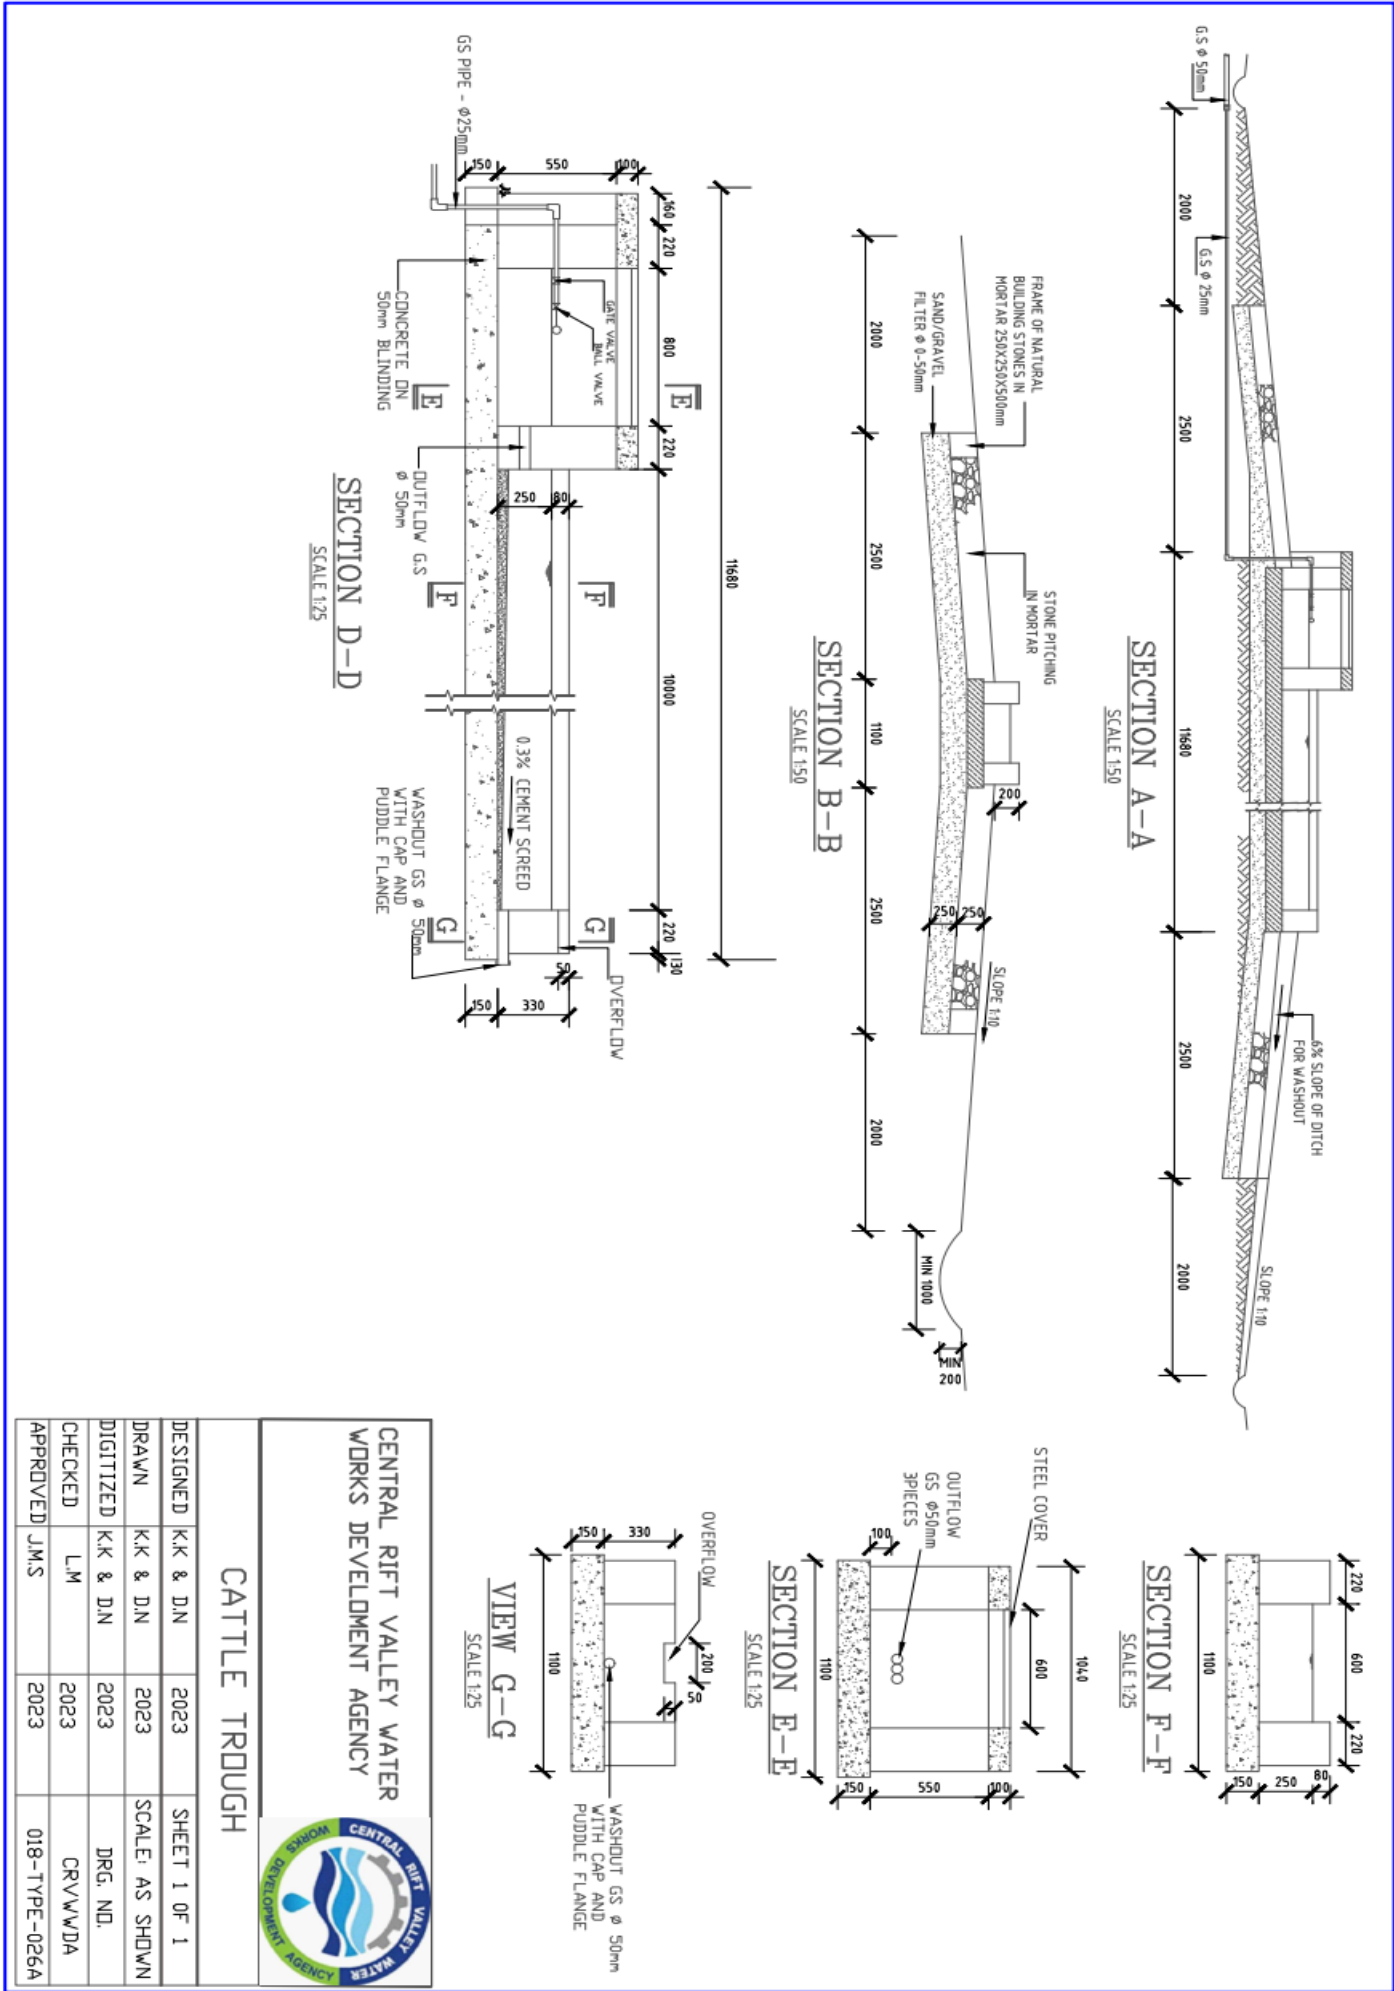 G.S Ø 50mm
2000
G.S Ø 25mm
2500
11680
2500
2000
6% SLOPE OF DITCH
FOR WASHOUT
SLOPE 1:10
SECTION A-A
SCALE 1:50
FRAME OF NATURAL
BUILDING STONES IN
MORTAR 250X250X500mm
SAND/GRAVEL
FILTER Ø 0-50mm
STONE PITCHING
IN MORTAR
2000
2500
1100
2500
2000
200
250
250
SLOPE 1:10
MIN 1000
MIN
200
SECTION B-B
SCALE 1:50
GS PIPE - Ø25mm
150
550
100
11680
160
220
800
220
10000
220
130
GATE VALVE
BALL VALVE
CONCRETE ON
50mm BLINDING
E
E
OUTFLOW G.S
Ø 50mm
250
80
F
F
0.3% CEMENT SCREED
WASHOUT GS Ø 50mm
WITH CAP AND
PUDDLE FLANGE
G
G
50
OVERFLOW
150
330
SECTION D-D
SCALE 1:25
220
600
220
80
250
150
1100
SECTION F-F
SCALE 1:25
STEEL COVER
OUTFLOW
GS Ø50mm
3PIECES
100
1040
600
1100
150
550
100
SECTION E-E
SCALE 1:25
OVERFLOW
150
330
200
50
1100
WASHOUT GS Ø 50mm
WITH CAP AND
PUDDLE FLANGE
VIEW G-G
SCALE 1:25
CENTRAL RIFT VALLEY WATER
WORKS DEVELOMENT AGENCY
CENTRAL RIFT VALLEY WATER
WORKS DEVELOPMENT AGENCY
CATTLE TROUGH
DESIGNED K.K & D.N 2023 SHEET 1 OF 1
DRAWN K.K & D.N 2023 SCALE: AS SHOWN
DIGITIZED K.K & D.N 2023 DRG. NO.
CHECKED L.M 2023 CRVWWDA
APPROVED J.M.S 2023 018-TYPE-026A